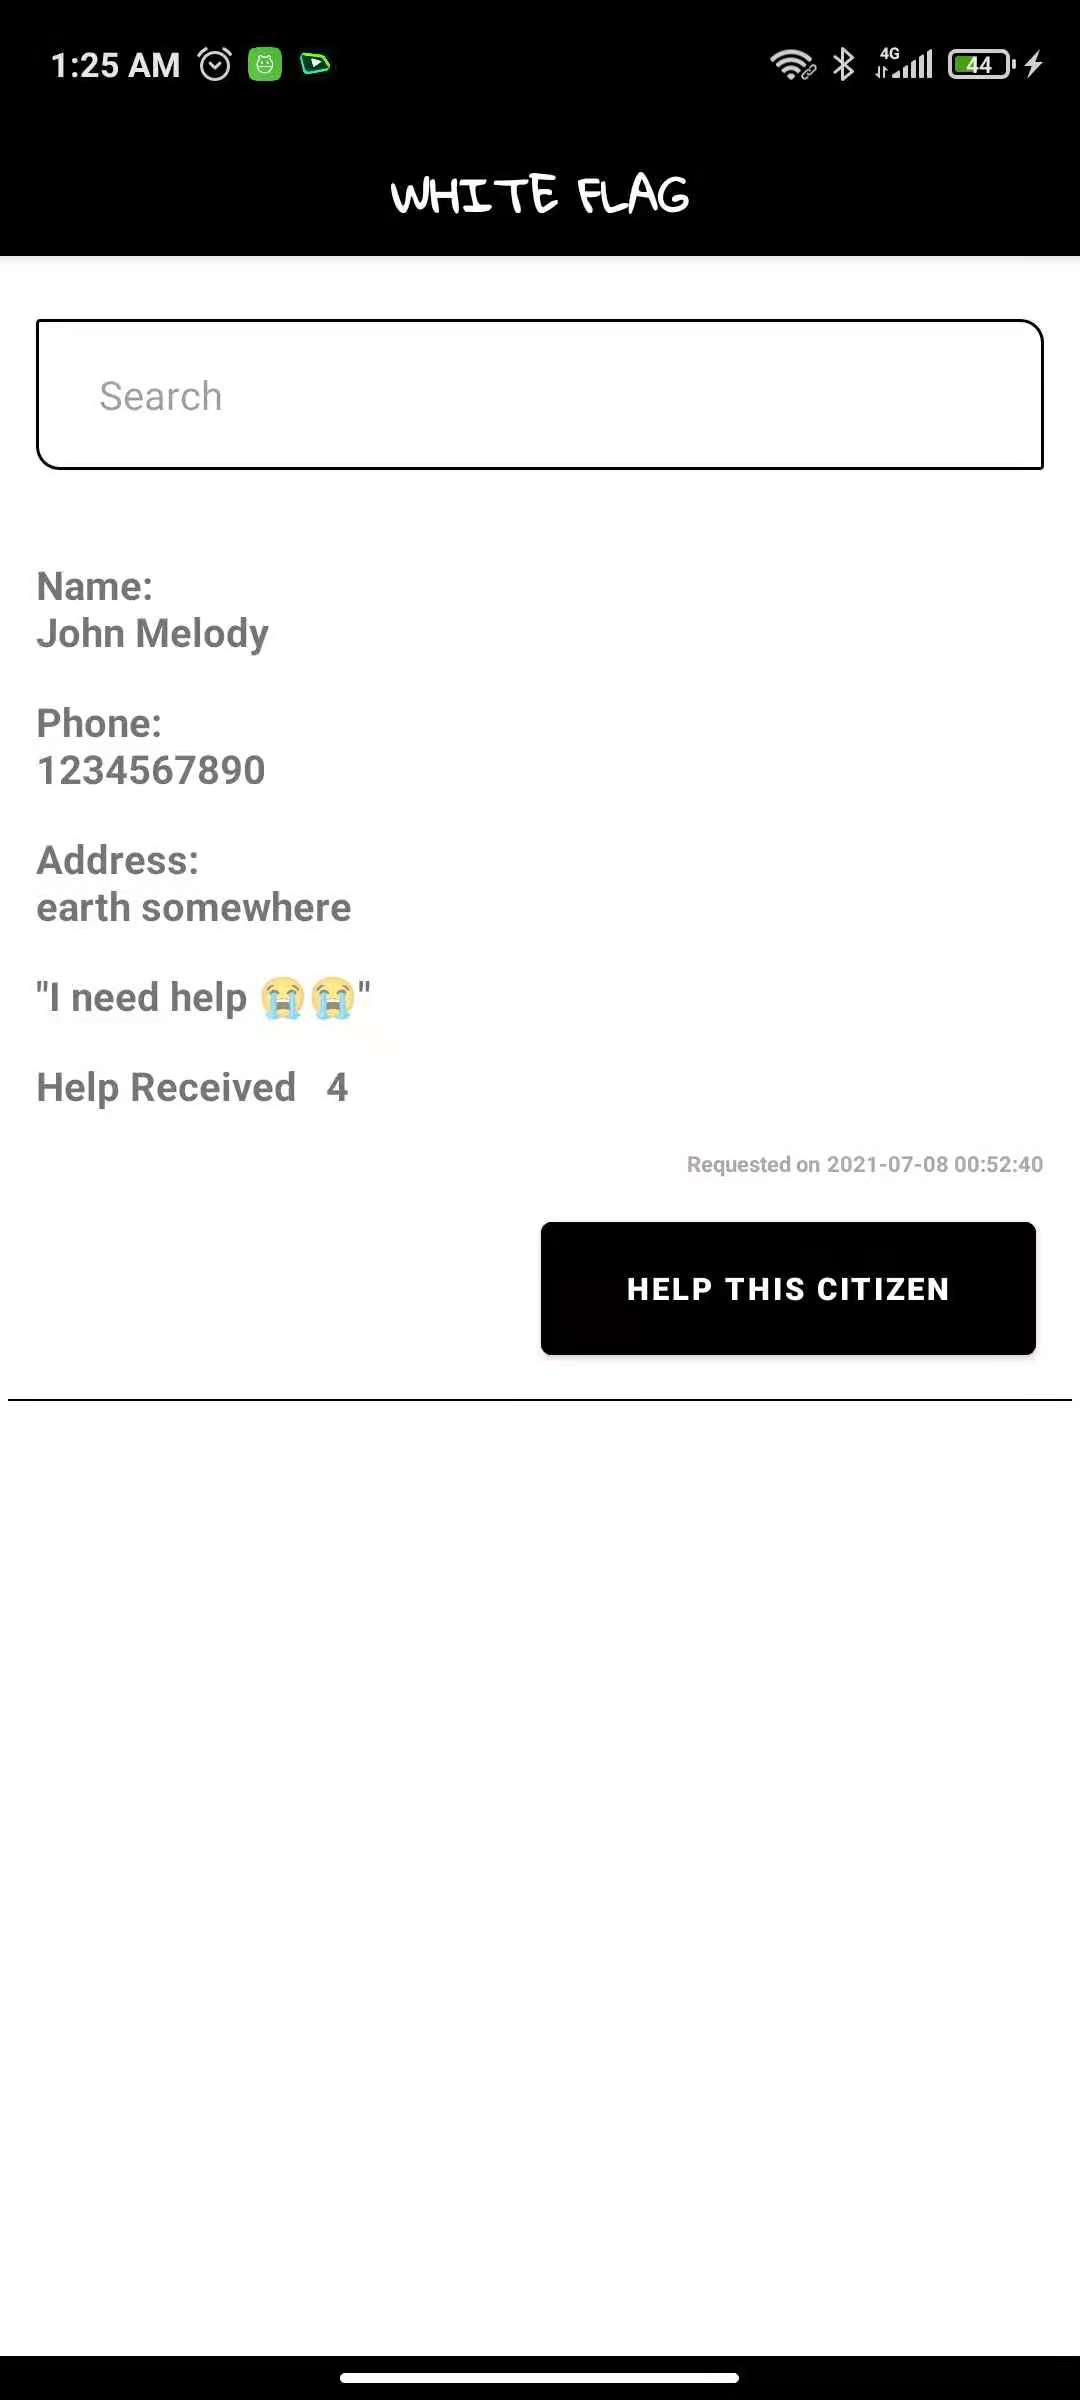 1:25 AM
4G
44
WHITE FLAG
Search
Name:
John Melody
Phone:
1234567890
Address:
earth somewhere
"I need help 😭😭"
Help Received 4
Requested on 2021-07-08 00:52:40
HELP THIS CITIZEN